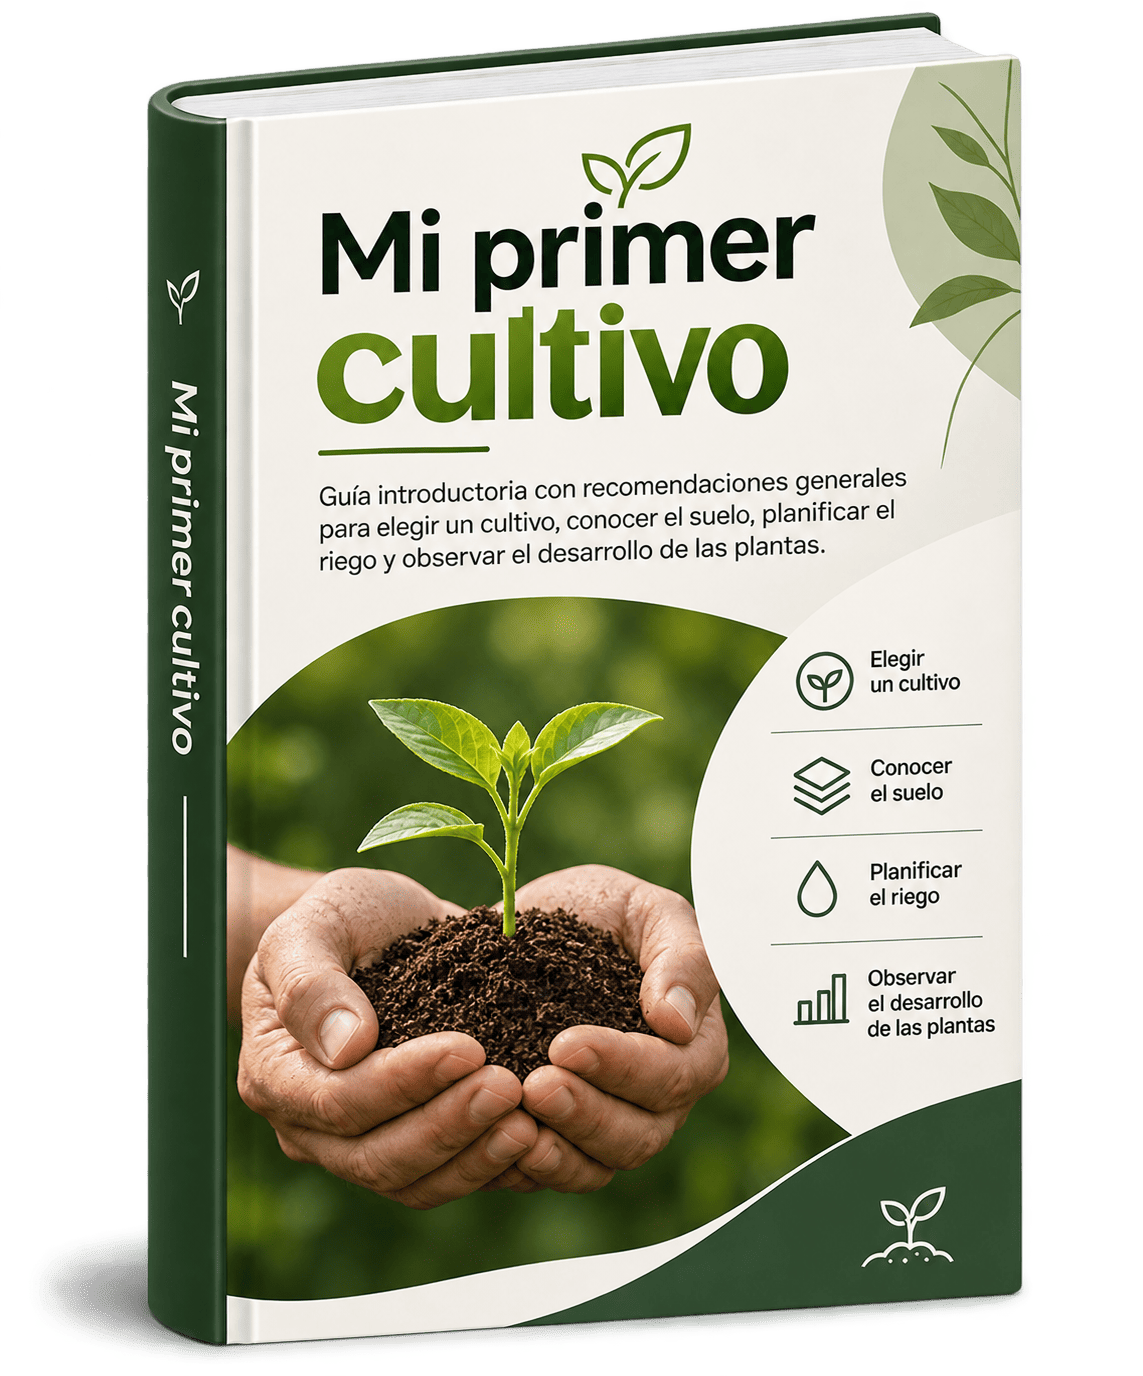 Mi primer cultivo
Mi primer
cultivo
Guía introductoria con recomendaciones generales
para elegir un cultivo, conocer el suelo, planificar el
riego y observar el desarrollo de las plantas.
Elegir
un cultivo
Conocer
el suelo
Planificar
el riego
Observar
el desarrollo
de las plantas